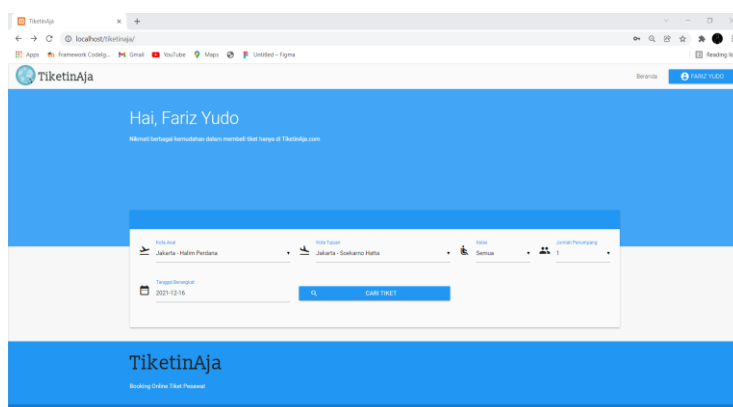 TiketinAja
localhost/tiketinaja/
Apps Framework CodeIg... Gmail YouTube Maps Untitled – Figma Reading li
TiketinAja Beranda FARIZ YUDO
Hai, Fariz Yudo
Nikmati berbagai kemudahan dalam membeli tiket hanya di TiketinAja.com
Kota Asal Kota Tujuan Kelas Jumlah Penumpang
Jakarta - Halim Perdana Jakarta - Soekarno Hatta Semua 1
Tanggal Berangkat
2021-12-16 CARI TIKET
TiketinAja
Booking Online Tiket Pesawat